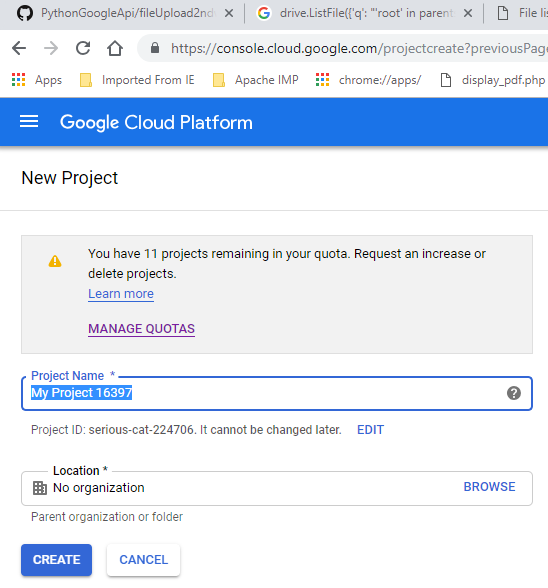 PythonGoogleApi/fileUpload2nd
drive.ListFile({'q': "'root' in parent
File lis
https://console.cloud.google.com/projectcreate?previousPage
Apps
Imported From IE
Apache IMP
chrome://apps/
display_pdf.php
Google Cloud Platform
New Project
You have 11 projects remaining in your quota. Request an increase or
delete projects.
Learn more
MANAGE QUOTAS
Project Name *
My Project 16397
Project ID: serious-cat-224706. It cannot be changed later. EDIT
Location *
No organization
BROWSE
Parent organization or folder
CREATE
CANCEL